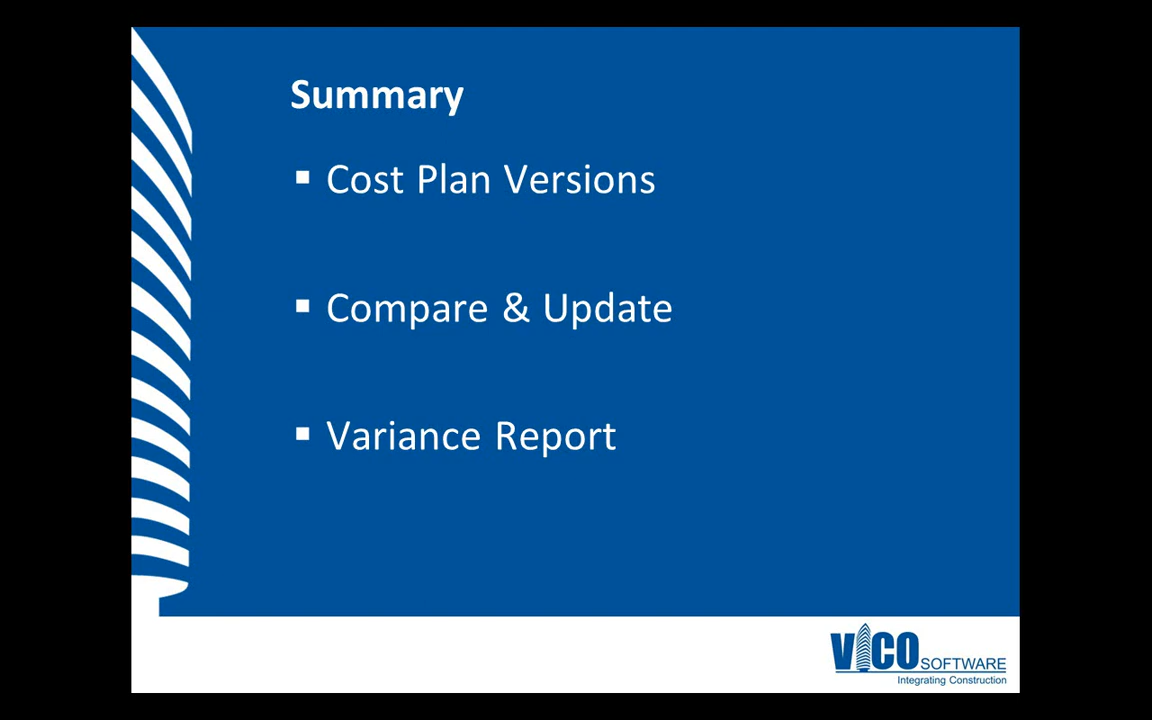 Summary
▪ Cost Plan Versions
▪ Compare & Update
▪ Variance Report
VICO SOFTWARE
Integrating Construction